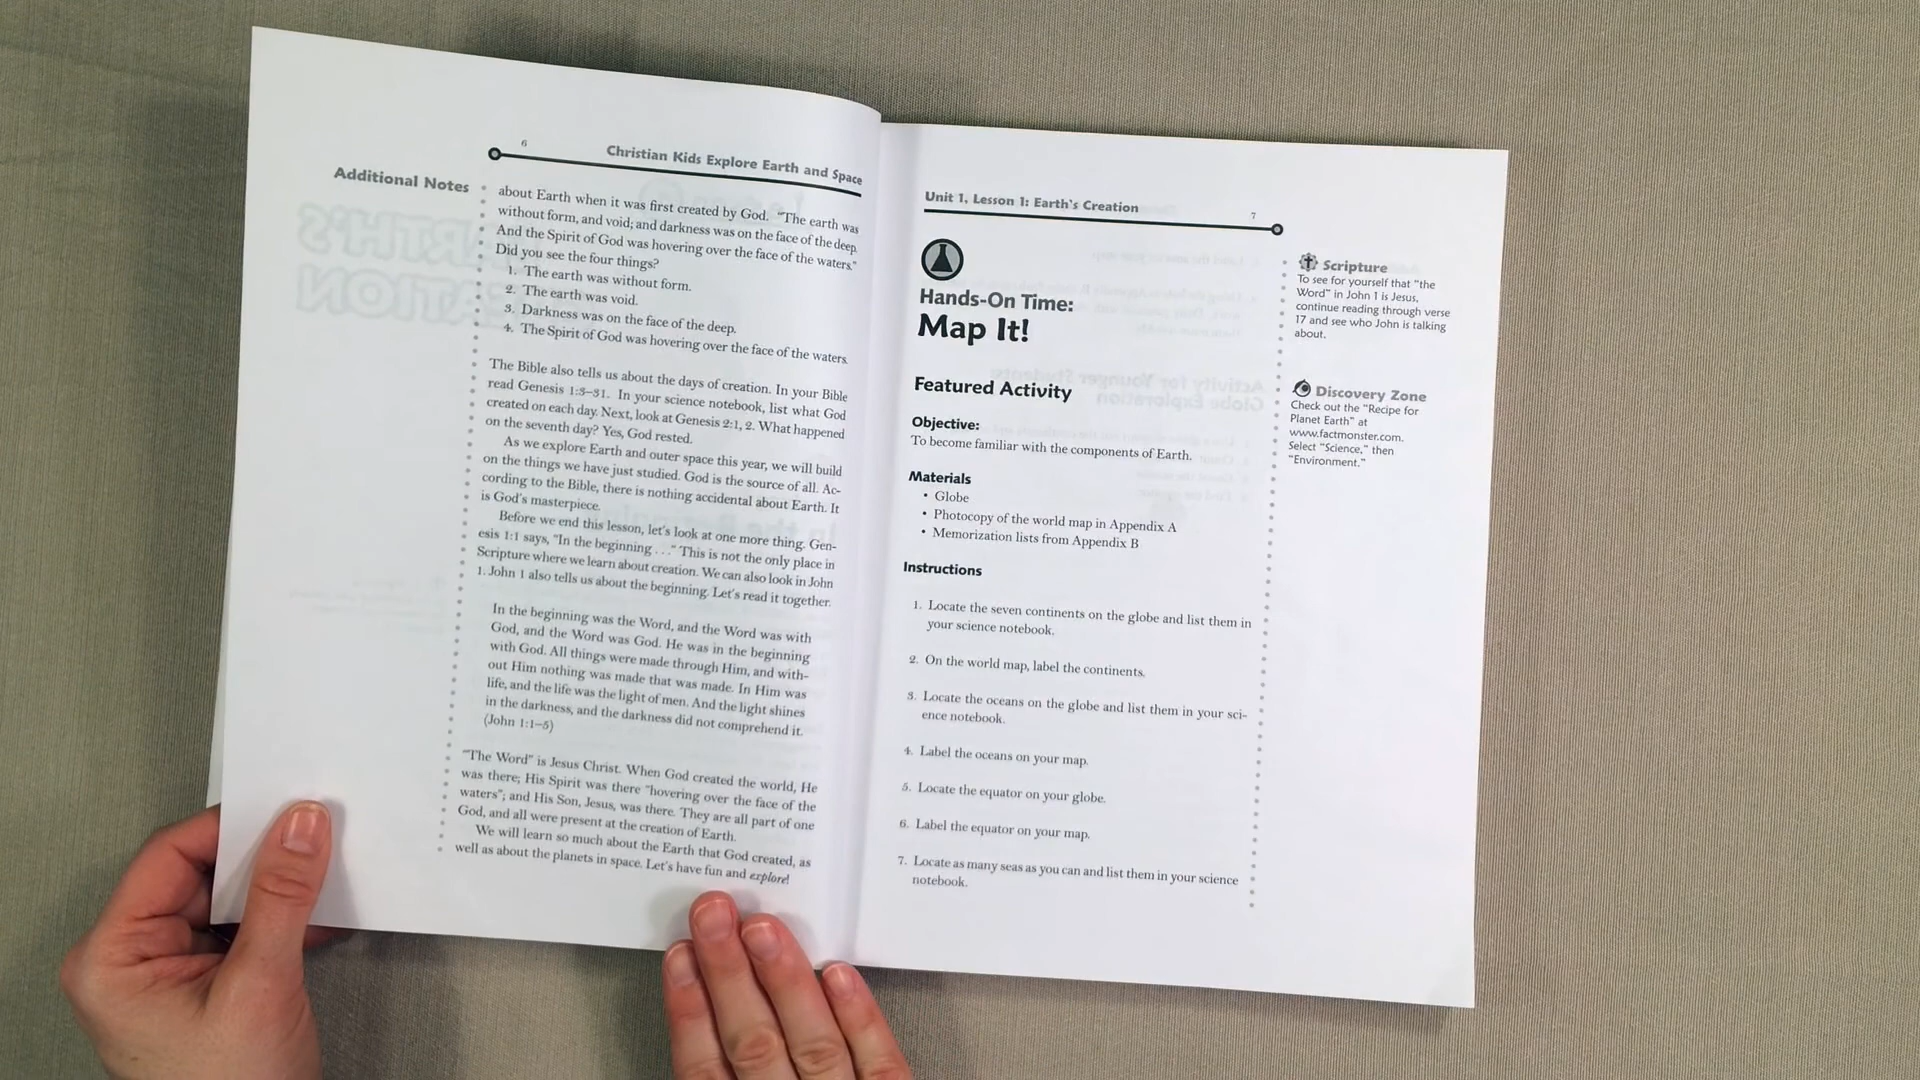 6
Christian Kids Explore Earth and Space
Additional Notes
about Earth when it was first created by God. "The earth was
without form, and void; and darkness was on the face of the deep.
And the Spirit of God was hovering over the face of the waters."
Did you see the four things?
1. The earth was without form.
2. The earth was void.
3. Darkness was on the face of the deep.
4. The Spirit of God was hovering over the face of the waters.
The Bible also tells us about the days of creation. In your Bible
read Genesis 1:3–31. In your science notebook, list what God
created on each day. Next, look at Genesis 2:1, 2. What happened
on the seventh day? Yes, God rested.
As we explore Earth and outer space this year, we will build
on the things we have just studied. God is the source of all. Ac-
cording to the Bible, there is nothing accidental about Earth. It
is God's masterpiece.
Before we end this lesson, let's look at one more thing. Gen-
esis 1:1 says, "In the beginning . . ." This is not the only place in
Scripture where we learn about creation. We can also look in John
1. John 1 also tells us about the beginning. Let's read it together.
In the beginning was the Word, and the Word was with
God, and the Word was God. He was in the beginning
with God. All things were made through Him, and with-
out Him nothing was made that was made. In Him was
life, and the life was the light of men. And the light shines
in the darkness, and the darkness did not comprehend it.
(John 1:1–5)
"The Word" is Jesus Christ. When God created the world, He
was there; His Spirit was there "hovering over the face of the
waters"; and His Son, Jesus, was there. They are all part of one
God, and all were present at the creation of Earth.
We will learn so much about the Earth that God created, as
well as about the planets in space. Let's have fun and explore!
Unit 1, Lesson 1: Earth's Creation
7
Hands-On Time:
Map It!
Featured Activity
Objective:
To become familiar with the components of Earth.
Materials
• Globe
• Photocopy of the world map in Appendix A
• Memorization lists from Appendix B
Instructions
1. Locate the seven continents on the globe and list them in
your science notebook.
2. On the world map, label the continents.
3. Locate the oceans on the globe and list them in your sci-
ence notebook.
4. Label the oceans on your map.
5. Locate the equator on your globe.
6. Label the equator on your map.
7. Locate as many seas as you can and list them in your science
notebook.
Scripture
To see for yourself that "the
Word" in John 1 is Jesus,
continue reading through verse
17 and see who John is talking
about.
Discovery Zone
Check out the "Recipe for
Planet Earth" at
www.factmonster.com.
Select "Science," then
"Environment."